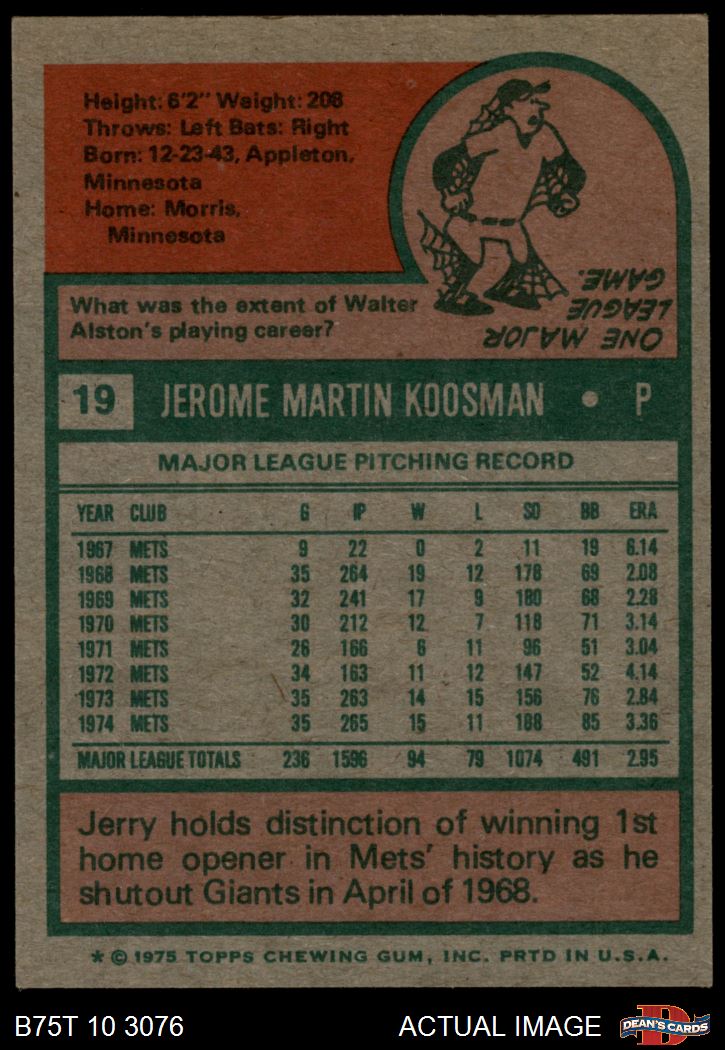 Height: 6'2" Weight: 208
Throws: Left Bats: Right
Born: 12-23-43, Appleton,
Minnesota
Home: Morris,
Minnesota
What was the extent of Walter
Alston's playing career?
ONE MAJOR
LEAGUE
GAME.
19 JEROME MARTIN KOOSMAN • P
MAJOR LEAGUE PITCHING RECORD
YEAR CLUB G IP W L SO BB ERA
1967 METS 9 22 0 2 11 19 6.14
1968 METS 35 264 19 12 178 69 2.08
1969 METS 32 241 17 9 180 68 2.28
1970 METS 30 212 12 7 118 71 3.14
1971 METS 26 166 6 11 96 51 3.04
1972 METS 34 163 11 12 147 52 4.14
1973 METS 35 263 14 15 156 76 2.84
1974 METS 35 265 15 11 188 85 3.36
MAJOR LEAGUE TOTALS 236 1596 94 79 1074 491 2.95
Jerry holds distinction of winning 1st
home opener in Mets' history as he
shutout Giants in April of 1968.
* © 1975 TOPPS CHEWING GUM, INC. PRTD IN U.S.A.
B75T 10 3076 ACTUAL IMAGE DEAN'S CARDS